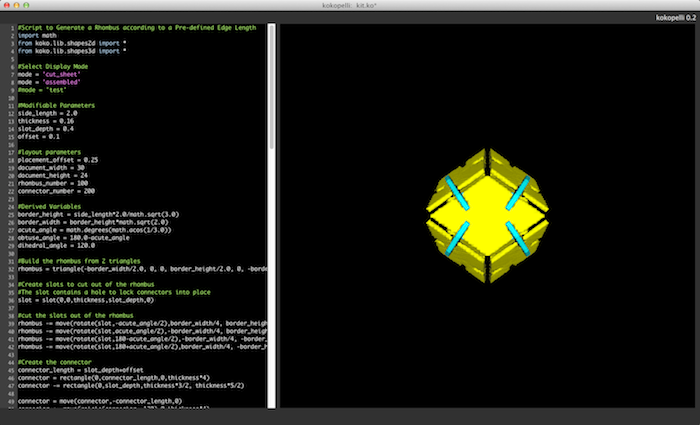 kokopelli: kit.ko*
kokopelli 0.2
1 #Script to Generate a Rhombus according to a Pre-defined Edge Length
2 import math
3 from koko.lib.shapes2d import *
4 from koko.lib.shapes3d import *
5
6 #Select Display Mode
7 mode = 'cut_sheet'
8 mode = 'assembled'
9 #mode = 'test'
10
11 #Modifiable Parameters
12 side_length = 2.0
13 thickness = 0.16
14 slot_depth = 0.4
15 offset = 0.1
16
17 #layout parameters
18 placement_offset = 0.25
19 document_width = 30
20 document_height = 24
21 rhombus_number = 100
22 connector_number = 200
23
24 #Derived Variables
25 border_height = side_length*2.0/math.sqrt(3.0)
26 border_width = border_height*math.sqrt(2.0)
27 acute_angle = math.degrees(math.acos(1/3.0))
28 obtuse_angle = 180.0-acute_angle
29 dihedral_angle = 120.0
30
31 #Build the rhombus from 2 triangles
32 rhombus = triangle(-border_width/2.0, 0, 0, border_height/2.0, 0, -borde
33
34 #Create slots to cut out of the rhombus
35 #The slot contains a hole to lock connectors into place
36 slot = slot(0,0,thickness,slot_depth,0)
37
38 #cut the slots out of the rhombus
39 rhombus -= move(rotate(slot,-acute_angle/2),border_width/4, border_heigh
40 rhombus -= move(rotate(slot,acute_angle/2),-border_width/4, border_heigh
41 rhombus -= move(rotate(slot,180-acute_angle/2),-border_width/4, -border_
42 rhombus -= move(rotate(slot,180+acute_angle/2),border_width/4, -border_h
43
44 #Create the connector
45 connector_length = slot_depth+offset
46 connector = rectangle(0,connector_length,0,thickness*4)
47 connector -= rectangle(0,slot_depth,thickness*3/2, thickness*5/2)
48
49 connector = move(connector,-connector_length,0)